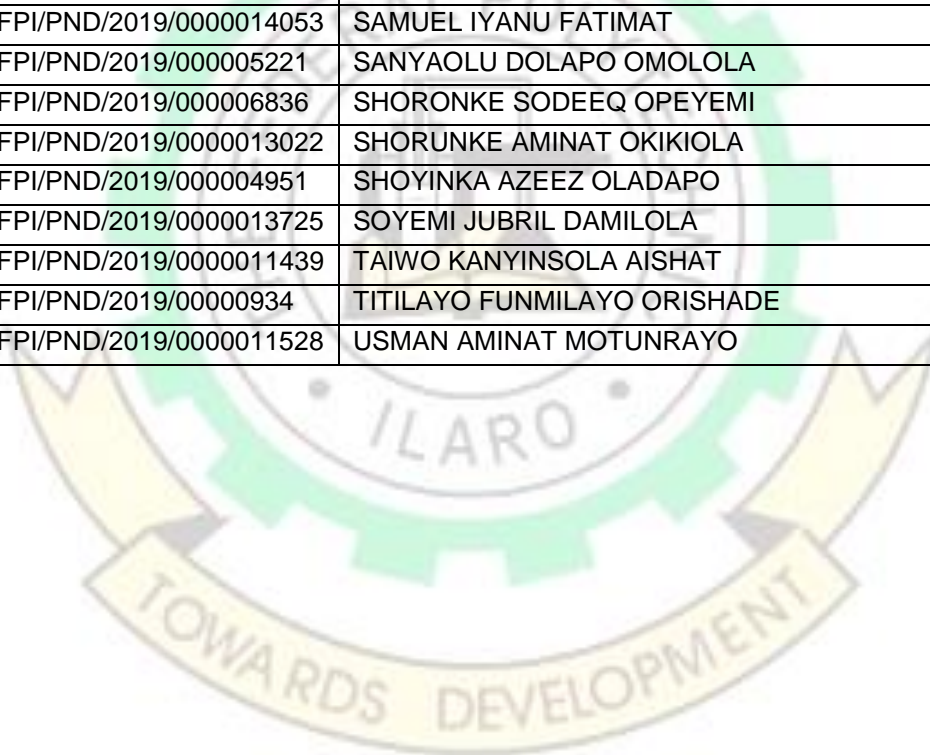 FPI/PND/2019/0000014053 SAMUEL IYANU FATIMAT
FPI/PND/2019/000005221 SANYAOLU DOLAPO OMOLOLA
FPI/PND/2019/000006836 SHORONKE SODEEQ OPEYEMI
FPI/PND/2019/0000013022 SHORUNKE AMINAT OKIKIOLA
FPI/PND/2019/000004951 SHOYINKA AZEEZ OLADAPO
FPI/PND/2019/0000013725 SOYEMI JUBRIL DAMILOLA
FPI/PND/2019/0000011439 TAIWO KANYINSOLA AISHAT
FPI/PND/2019/00000934 TITILAYO FUNMILAYO ORISHADE
FPI/PND/2019/0000011528 USMAN AMINAT MOTUNRAYO
ILARO
TOWARDS DEVELOPMENT